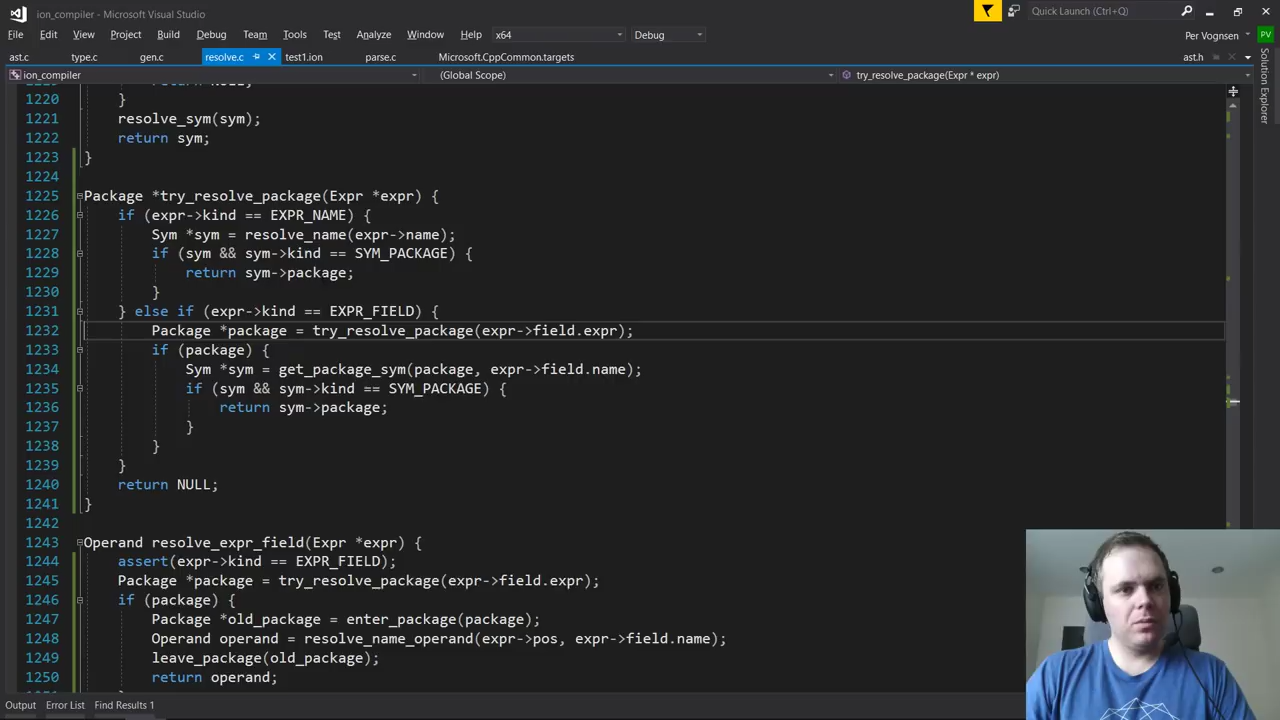 ion_compiler - Microsoft Visual Studio
Quick Launch (Ctrl+Q)
File Edit View Project Build Debug Team Tools Test Analyze Window Help x64 Debug
Per Vognsen PV
ast.c type.c gen.c resolve.c test1.ion parse.c Microsoft.CppCommon.targets ast.h
ion_compiler (Global Scope) try_resolve_package(Expr * expr)
Solution Explorer
1220 }
1221 resolve_sym(sym);
1222 return sym;
1223 }
1224
1225 Package *try_resolve_package(Expr *expr) {
1226 if (expr->kind == EXPR_NAME) {
1227 Sym *sym = resolve_name(expr->name);
1228 if (sym && sym->kind == SYM_PACKAGE) {
1229 return sym->package;
1230 }
1231 } else if (expr->kind == EXPR_FIELD) {
1232 Package *package = try_resolve_package(expr->field.expr);
1233 if (package) {
1234 Sym *sym = get_package_sym(package, expr->field.name);
1235 if (sym && sym->kind == SYM_PACKAGE) {
1236 return sym->package;
1237 }
1238 }
1239 }
1240 return NULL;
1241 }
1242
1243 Operand resolve_expr_field(Expr *expr) {
1244 assert(expr->kind == EXPR_FIELD);
1245 Package *package = try_resolve_package(expr->field.expr);
1246 if (package) {
1247 Package *old_package = enter_package(package);
1248 Operand operand = resolve_name_operand(expr->pos, expr->field.name);
1249 leave_package(old_package);
1250 return operand;
Output Error List Find Results 1